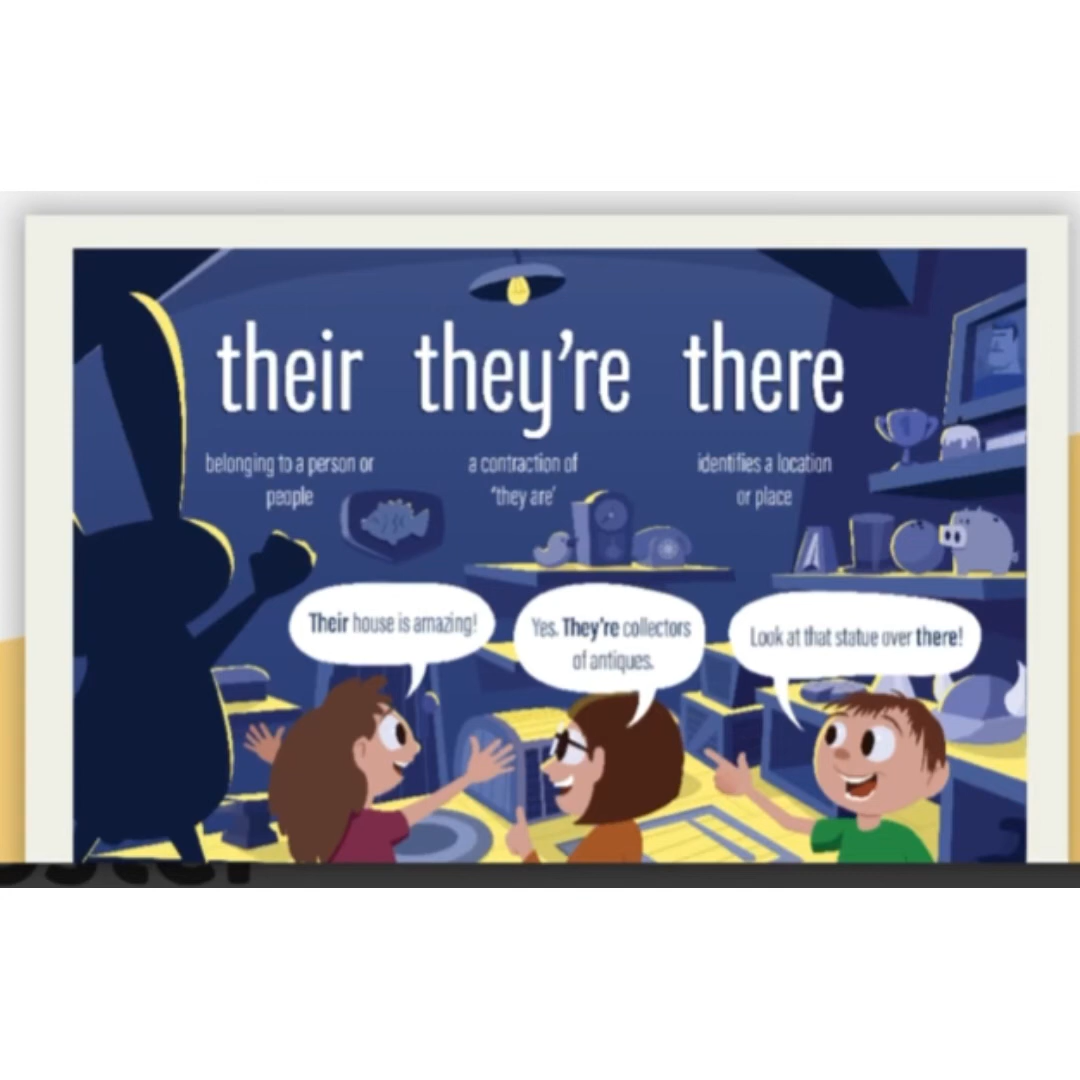 their they're there
belonging to a person or
people
a contraction of
'they are'
identifies a location
or place
Their house is amazing!
Yes. They're collectors
of antiques.
Look at that statue over there!